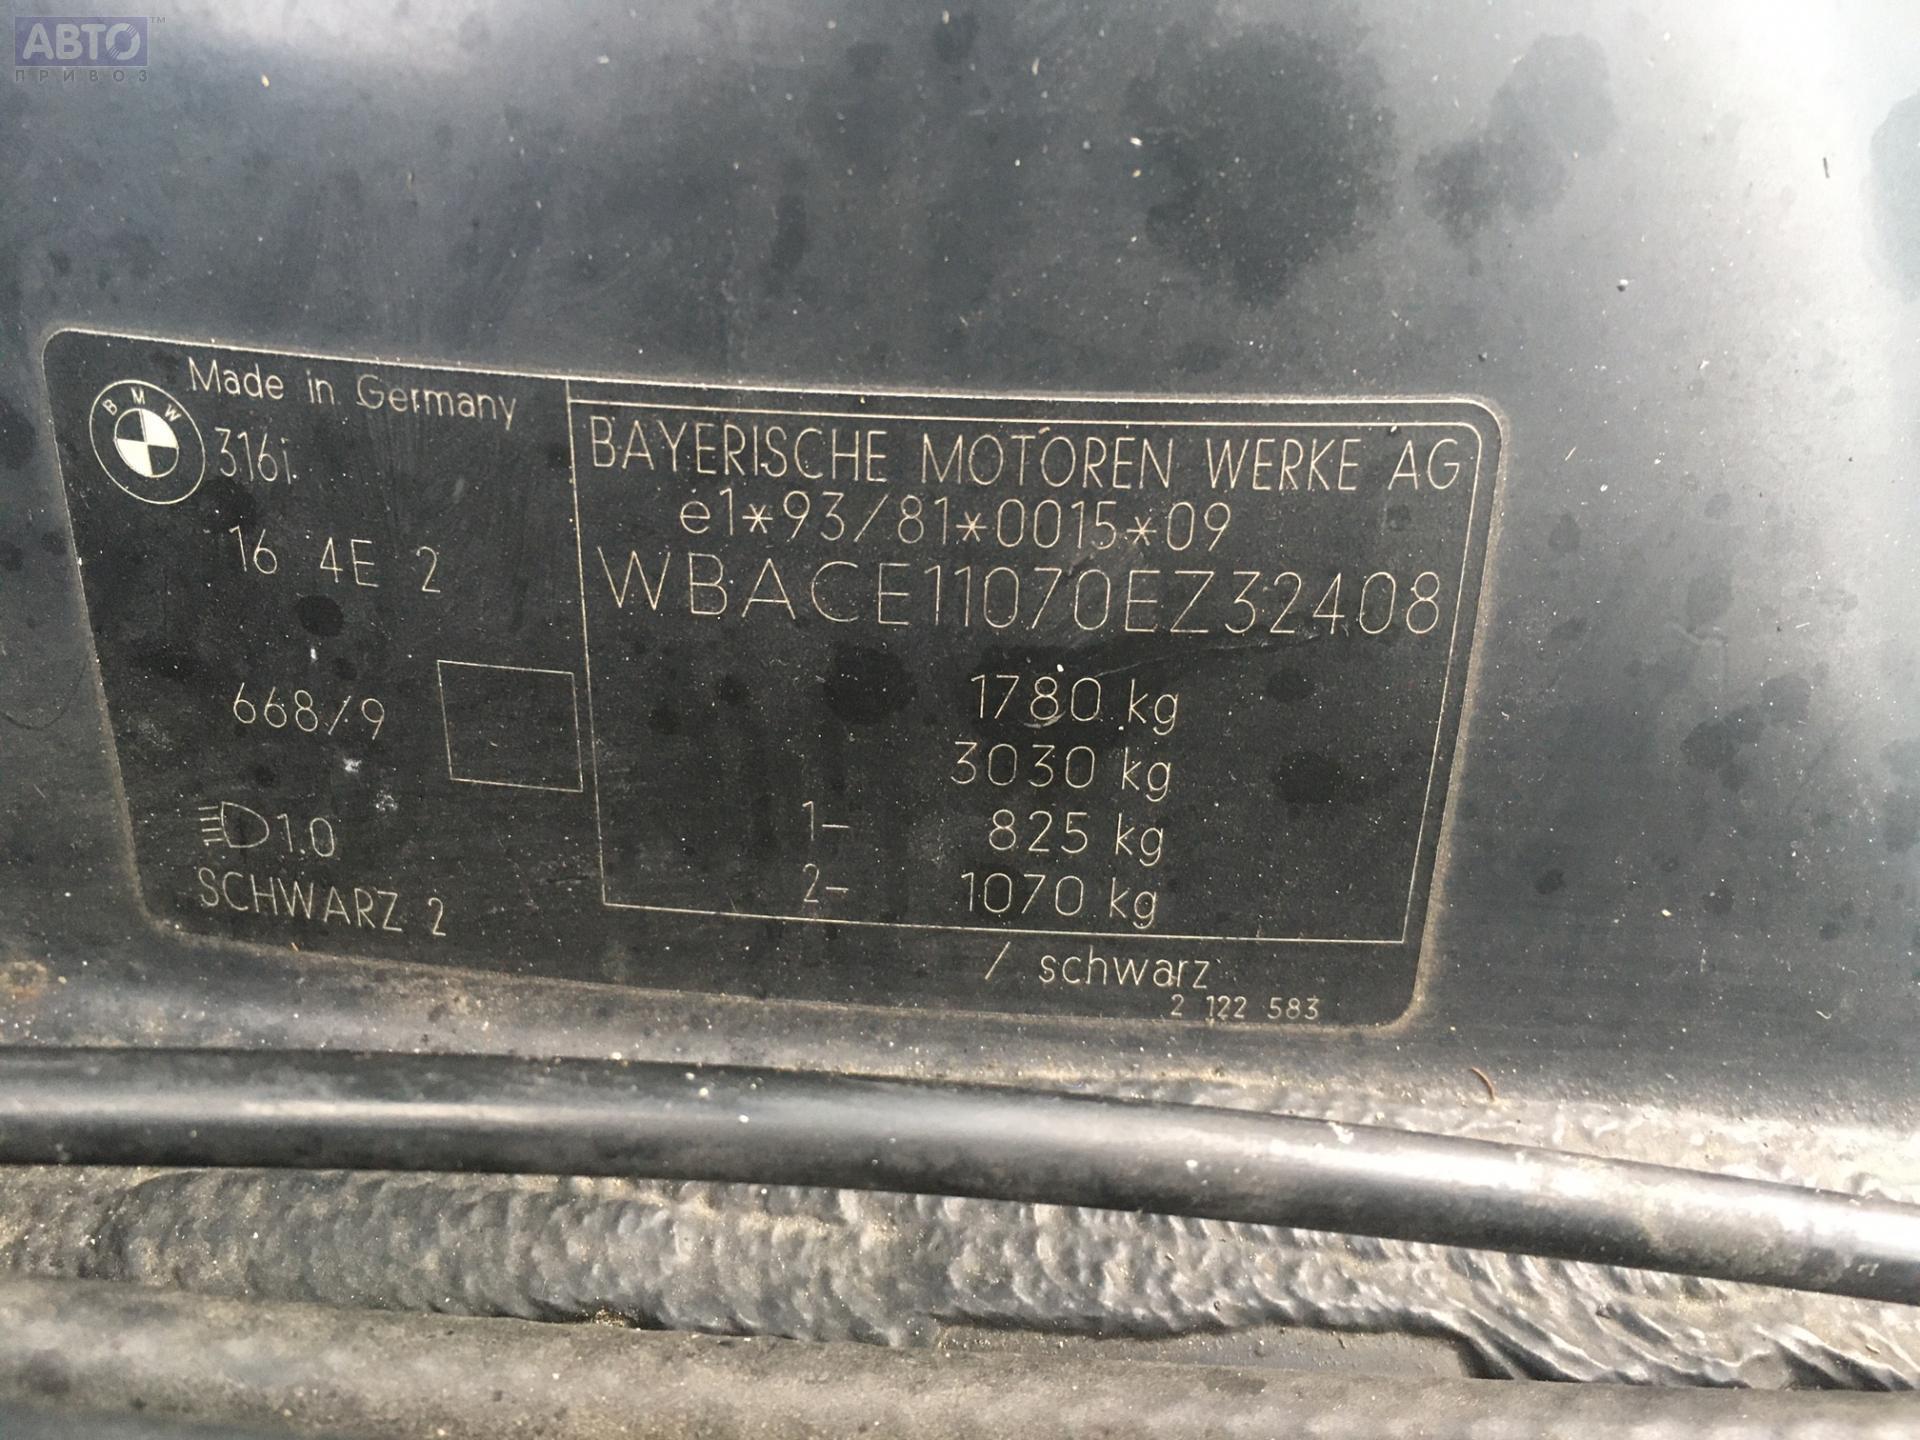 АВТО™
ПРИВОЗ
Made in Germany
BMW
316i
16 4E 2
668/9
1.0
SCHWARZ 2
BAYERISCHE MOTOREN WERKE AG
e1*93/81*0015*09
WBACE11070EZ32408
1780 kg
3030 kg
1- 825 kg
2- 1070 kg
/ schwarz
2 122 583